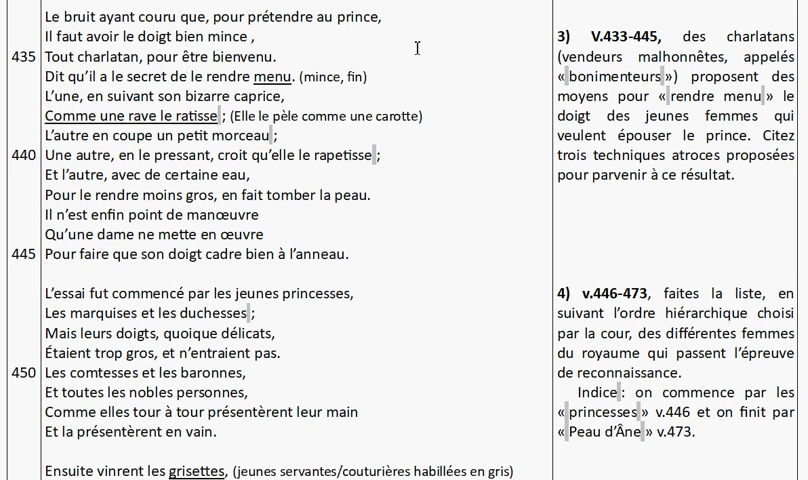 Le bruit ayant couru que, pour prétendre au prince,
Il faut avoir le doigt bien mince ,
435 Tout charlatan, pour être bienvenu.
Dit qu'il a le secret de le rendre menu. (mince, fin)
L'une, en suivant son bizarre caprice,
Comme une rave le ratisse ; (Elle le pèle comme une carotte)
L'autre en coupe un petit morceau ;
440 Une autre, en le pressant, croit qu'elle le rapetisse ;
Et l'autre, avec de certaine eau,
Pour le rendre moins gros, en fait tomber la peau.
Il n'est enfin point de manœuvre
Qu'une dame ne mette en œuvre
445 Pour faire que son doigt cadre bien à l'anneau.
L'essai fut commencé par les jeunes princesses,
Les marquises et les duchesses ;
Mais leurs doigts, quoique délicats,
Étaient trop gros, et n'entraient pas.
450 Les comtesses et les baronnes,
Et toutes les nobles personnes,
Comme elles tour à tour présentèrent leur main
Et la présentèrent en vain.
Ensuite vinrent les grisettes, (jeunes servantes/couturières habillées en gris)
3) V.433-445, des charlatans
(vendeurs malhonnêtes, appelés
« bonimenteurs ») proposent des
moyens pour « rendre menu » le
doigt des jeunes femmes qui
veulent épouser le prince. Citez
trois techniques atroces proposées
pour parvenir à ce résultat.
4) v.446-473, faites la liste, en
suivant l'ordre hiérarchique choisi
par la cour, des différentes femmes
du royaume qui passent l'épreuve
de reconnaissance.
Indice : on commence par les
« princesses » v.446 et on finit par
« Peau d'Âne » v.473.